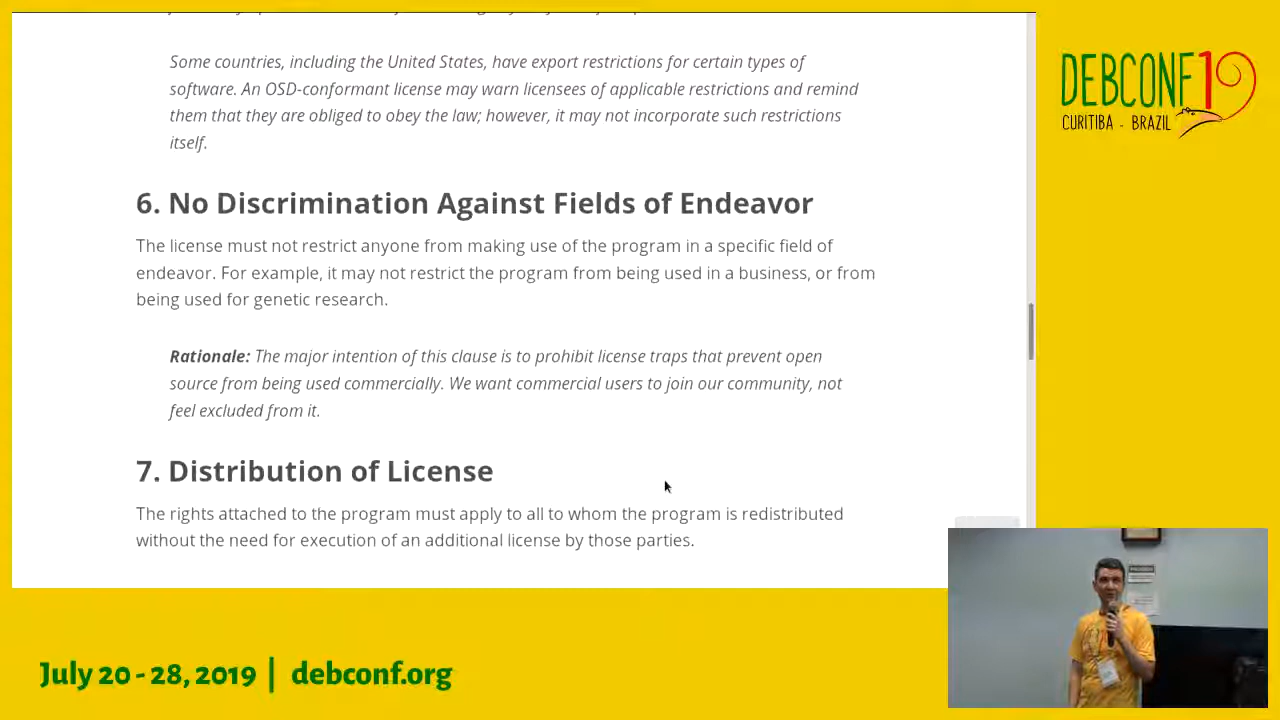 Some countries, including the United States, have export restrictions for certain types of
software. An OSD-conformant license may warn licensees of applicable restrictions and remind
them that they are obliged to obey the law; however, it may not incorporate such restrictions
itself.
6. No Discrimination Against Fields of Endeavor
The license must not restrict anyone from making use of the program in a specific field of
endeavor. For example, it may not restrict the program from being used in a business, or from
being used for genetic research.
Rationale: The major intention of this clause is to prohibit license traps that prevent open
source from being used commercially. We want commercial users to join our community, not
feel excluded from it.
7. Distribution of License
The rights attached to the program must apply to all to whom the program is redistributed
without the need for execution of an additional license by those parties.
DEBCONF19
CURITIBA - BRAZIL
July 20 - 28, 2019 | debconf.org